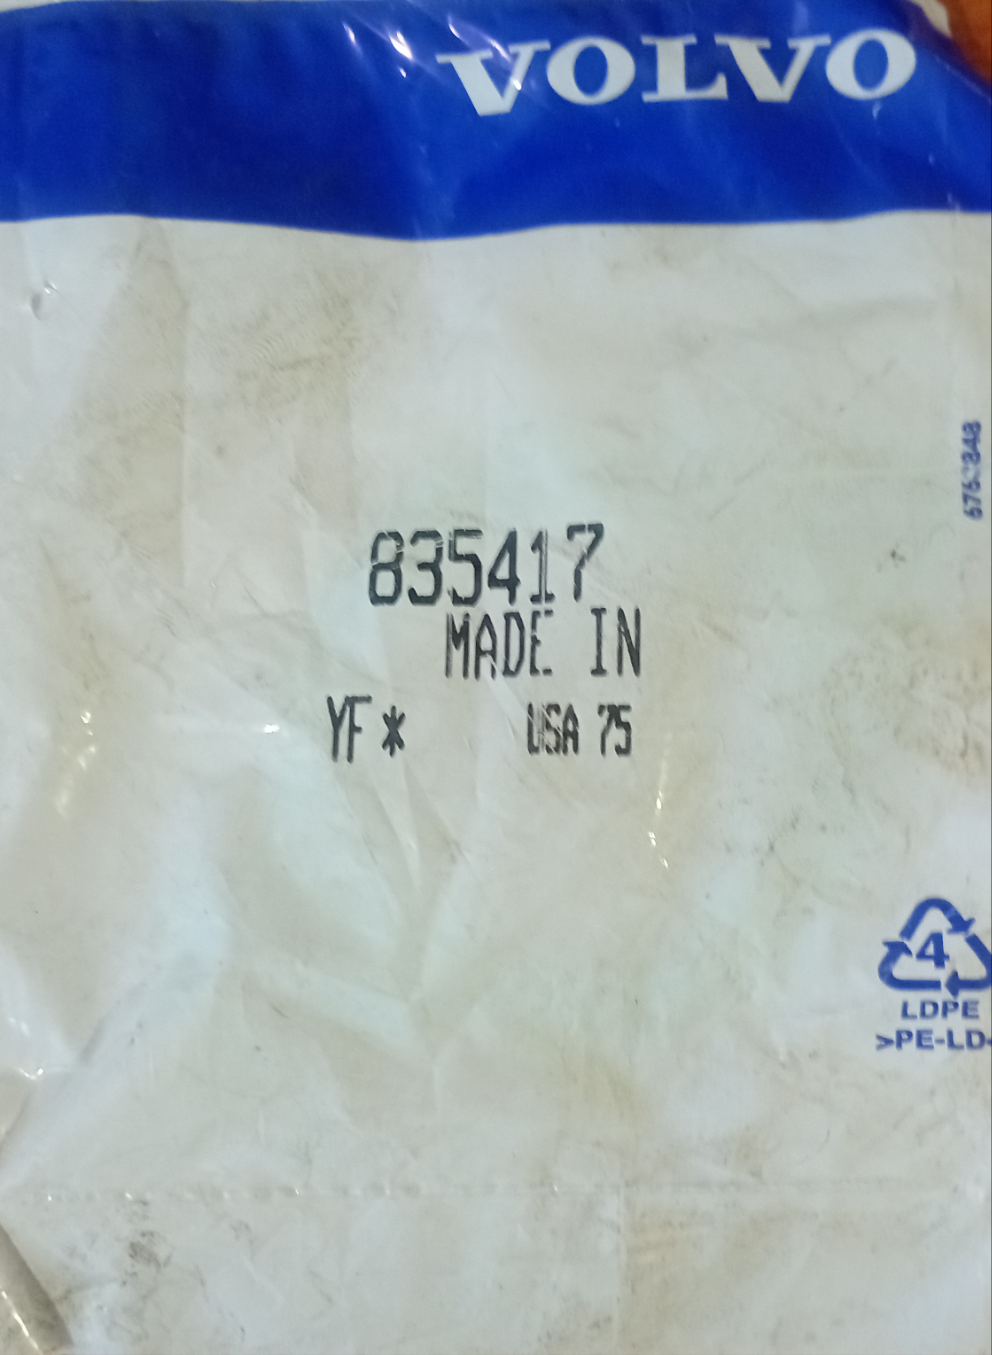 VOLVO
835417
MADE IN
YF* USA 75
4
LDPE
>PE-LD